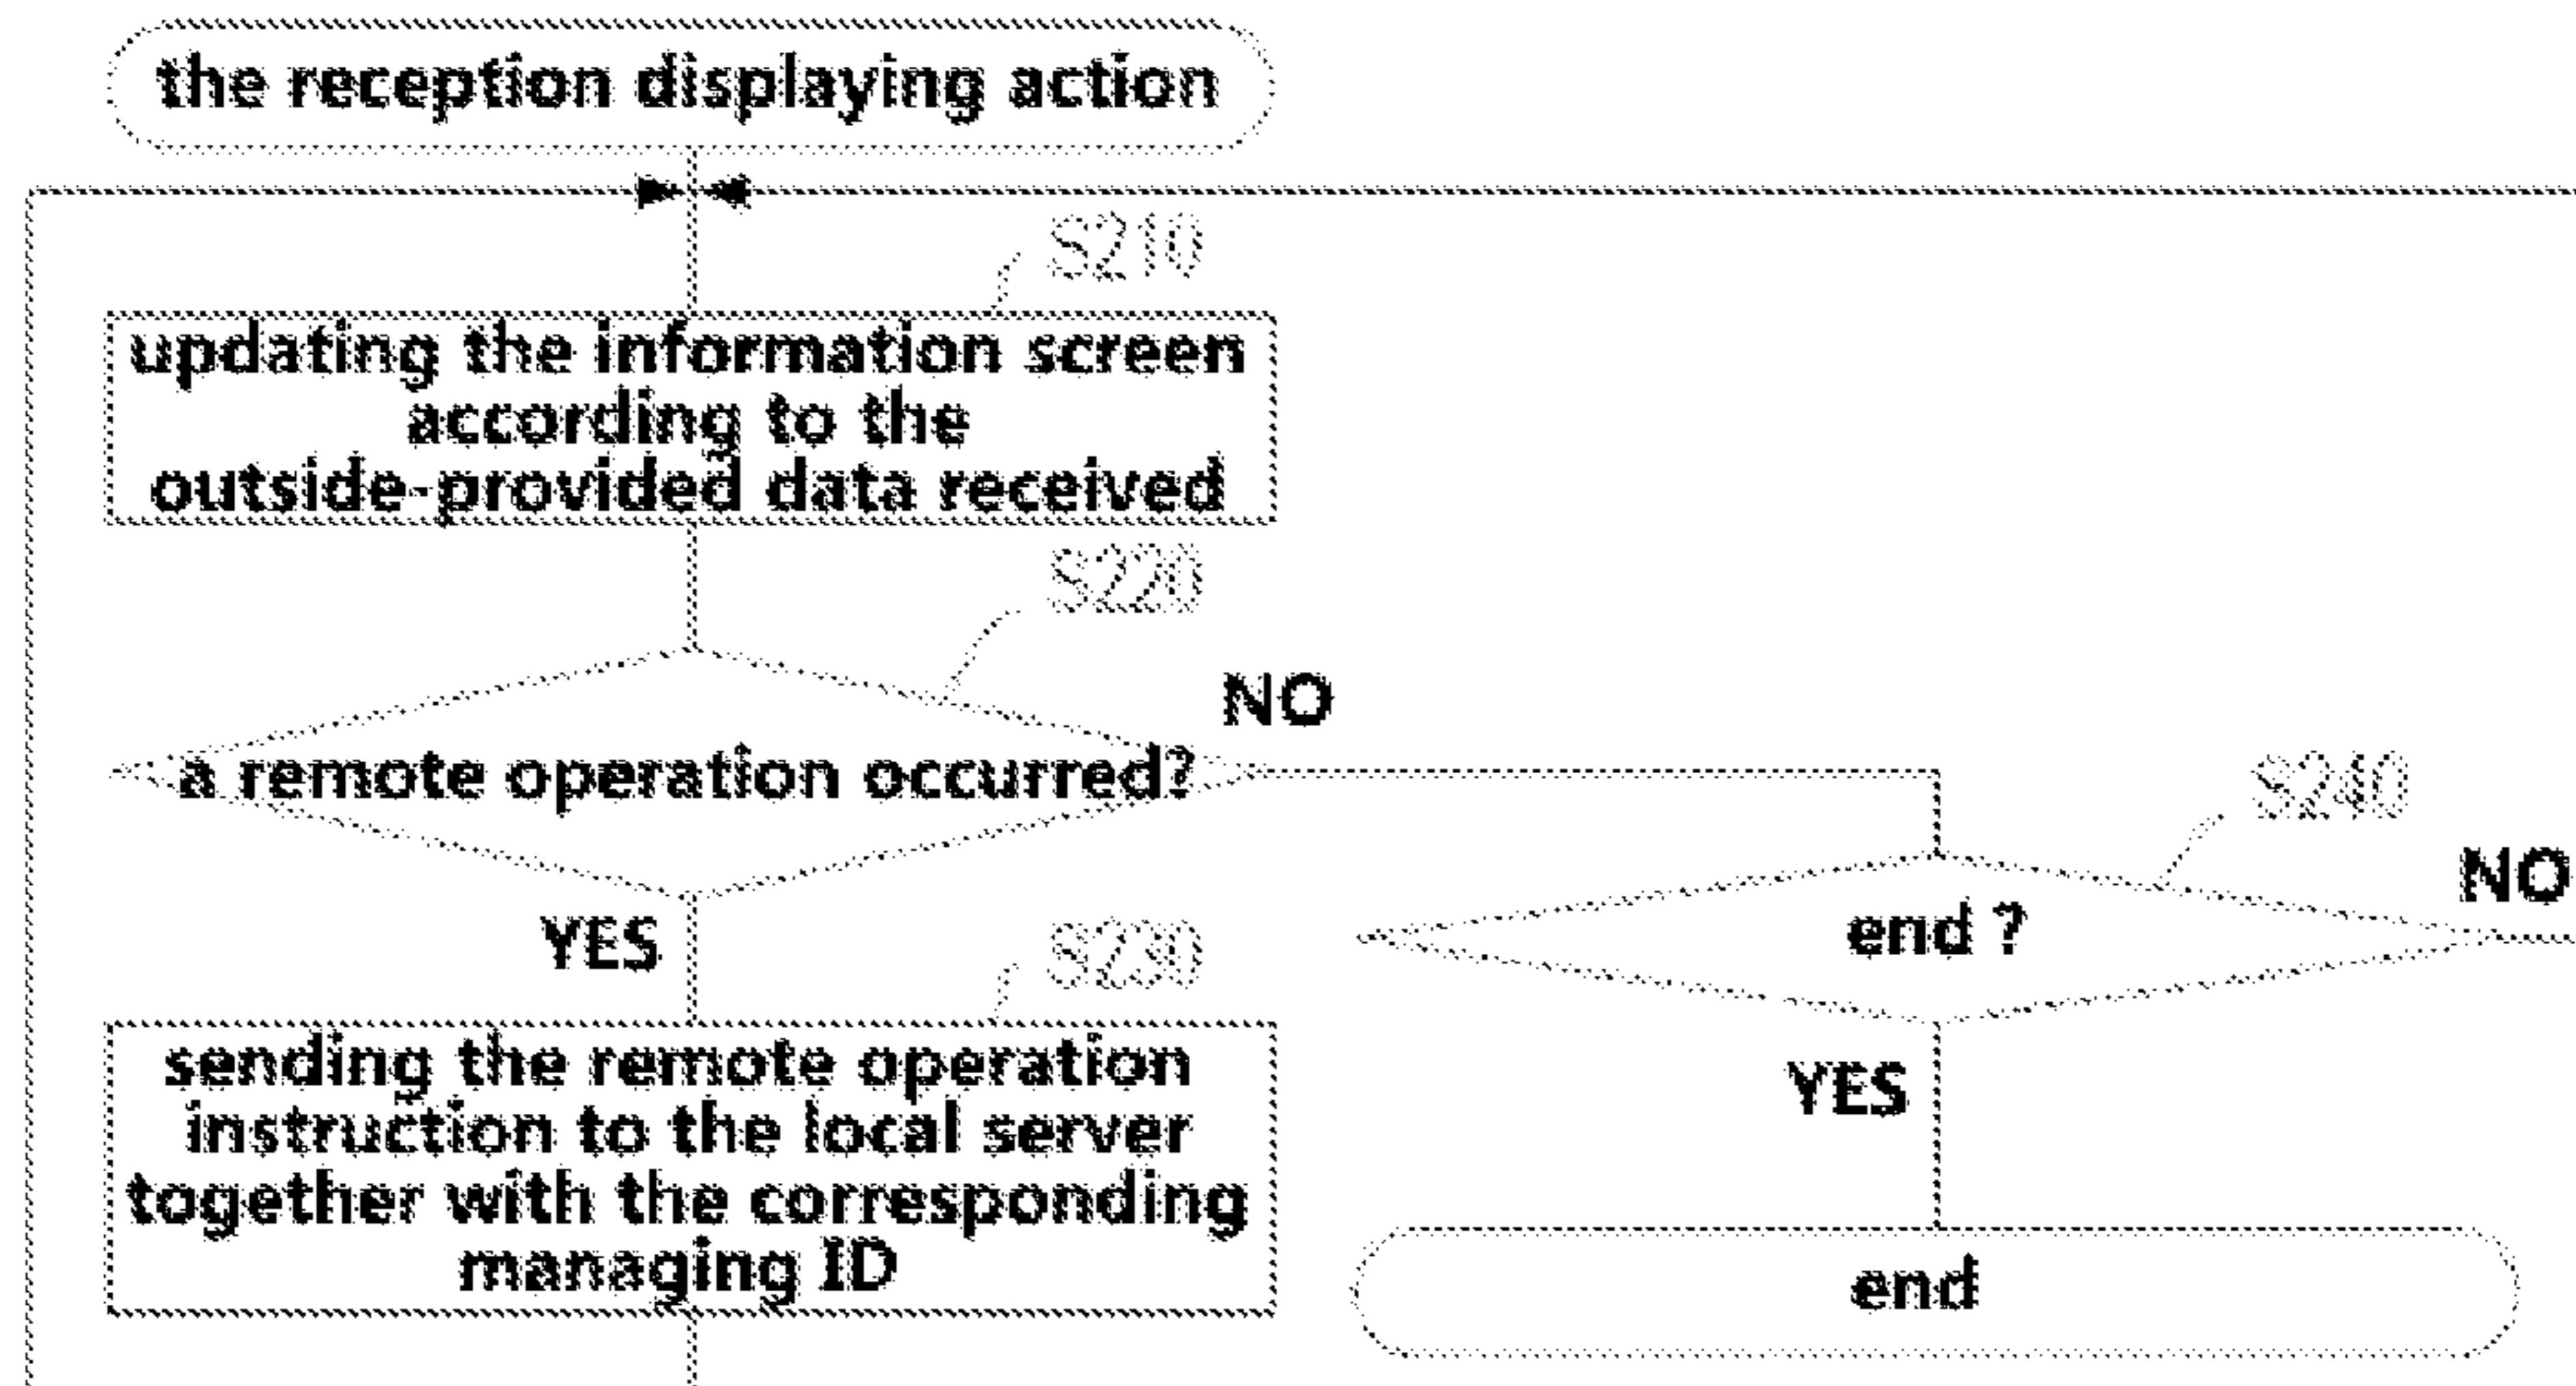 the reception displaying action
S210
updating the information screen
according to the
outside-provided data received
S220
NO
a remote operation occurred?
S240
NO
YES
S230
end ?
sending the remote operation
instruction to the local server
together with the corresponding
managing ID
YES
end